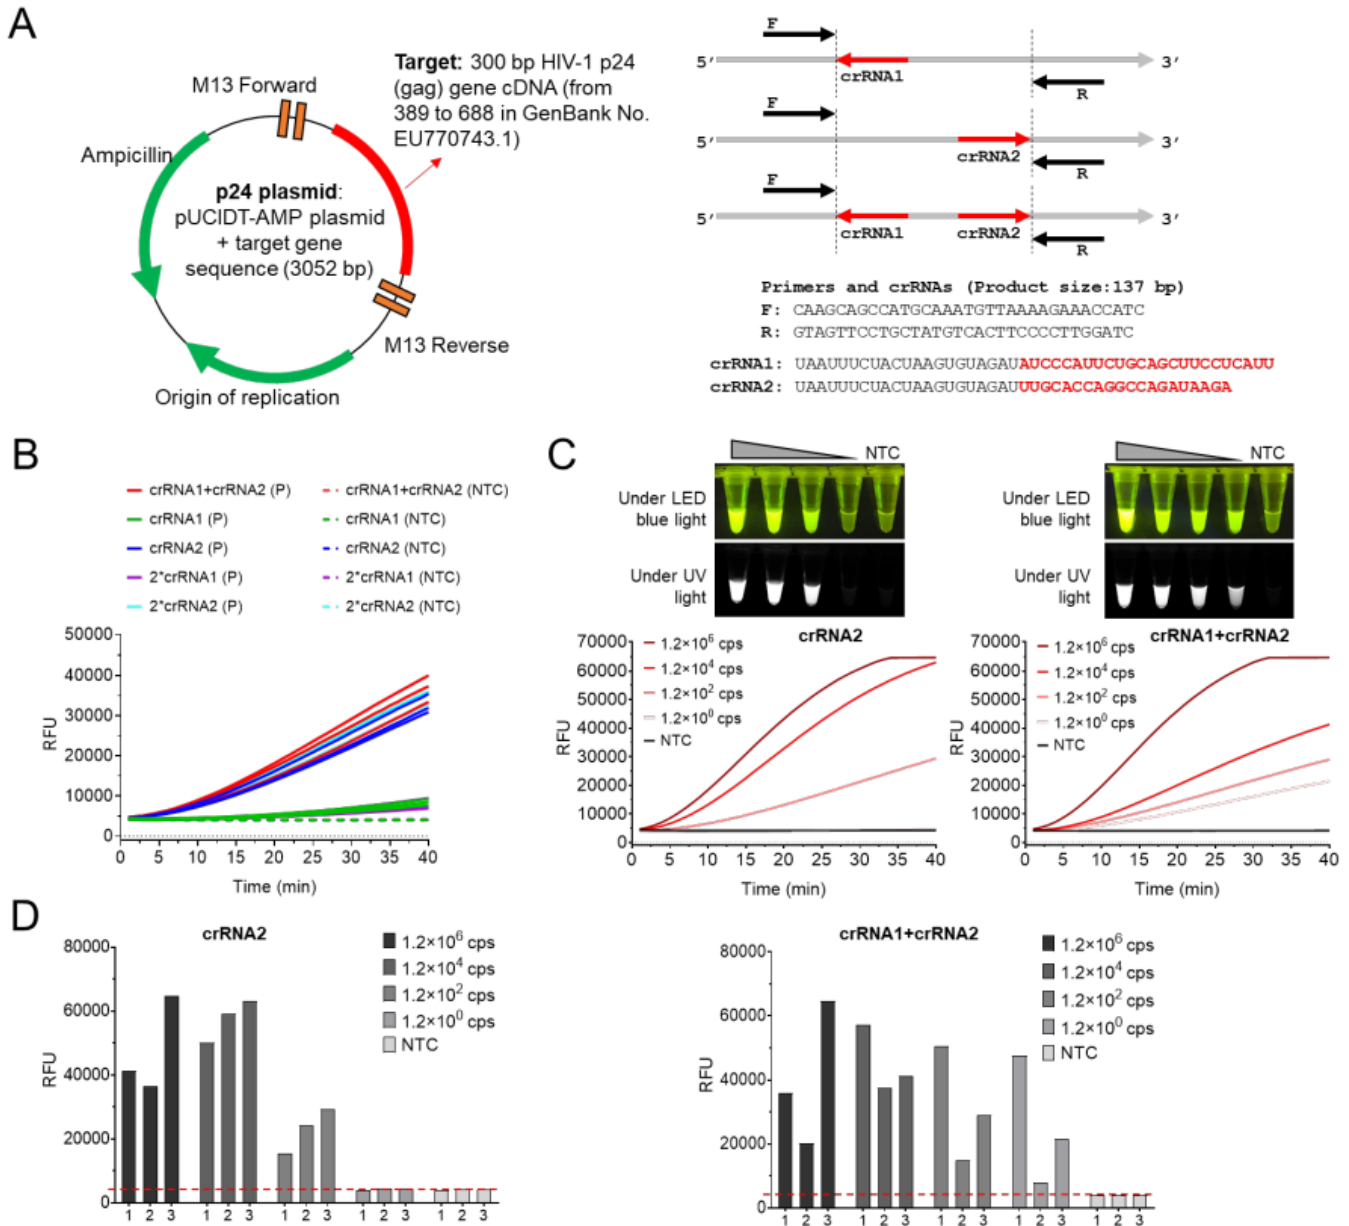 A
M13 Forward
Target: 300 bp HIV-1 p24
(gag) gene cDNA (from
389 to 688 in GenBank No.
EU770743.1)
Ampicillin
p24 plasmid:
pUCIDT-AMP plasmid
+ target gene
sequence (3052 bp)
M13 Reverse
Origin of replication
F
5′ 3′
crRNA1
R
F
5′ 3′
crRNA2
R
F
5′ 3′
crRNA1 crRNA2
R
Primers and crRNAs (Product size:137 bp)
F: CAAGCAGCCATGCAAATGTTAAAAGAAACCATC
R: GTAGTTCCTGCTATGTCACTTCCCCTTGGATC
crRNA1: UAAUUUCUACUAAGUGUAGAUAUCCCAUUCUGCAGCUUCCUCAUU
crRNA2: UAAUUUCUACUAAGUGUAGAUUUGCACCAGGCCAGAUAAGA
B
crRNA1+crRNA2 (P) crRNA1+crRNA2 (NTC)
crRNA1 (P) crRNA1 (NTC)
crRNA2 (P) crRNA2 (NTC)
2*crRNA1 (P) 2*crRNA1 (NTC)
2*crRNA2 (P) 2*crRNA2 (NTC)
50000
40000
30000
20000
10000
0
RFU
0 5 10 15 20 25 30 35 40
Time (min)
C
NTC
Under LED
blue light
Under UV
light
crRNA2
70000
60000
50000
40000
30000
20000
10000
0
RFU
1.2×10⁶ cps
1.2×10⁴ cps
1.2×10² cps
1.2×10⁰ cps
NTC
0 5 10 15 20 25 30 35 40
Time (min)
NTC
Under LED
blue light
Under UV
light
crRNA1+crRNA2
70000
60000
50000
40000
30000
20000
10000
0
RFU
1.2×10⁶ cps
1.2×10⁴ cps
1.2×10² cps
1.2×10⁰ cps
NTC
0 5 10 15 20 25 30 35 40
Time (min)
D
crRNA2
80000
60000
40000
20000
0
RFU
1.2×10⁶ cps
1.2×10⁴ cps
1.2×10² cps
1.2×10⁰ cps
NTC
1 2 3 1 2 3 1 2 3 1 2 3 1 2 3
crRNA1+crRNA2
80000
60000
40000
20000
0
RFU
1.2×10⁶ cps
1.2×10⁴ cps
1.2×10² cps
1.2×10⁰ cps
NTC
1 2 3 1 2 3 1 2 3 1 2 3 1 2 3